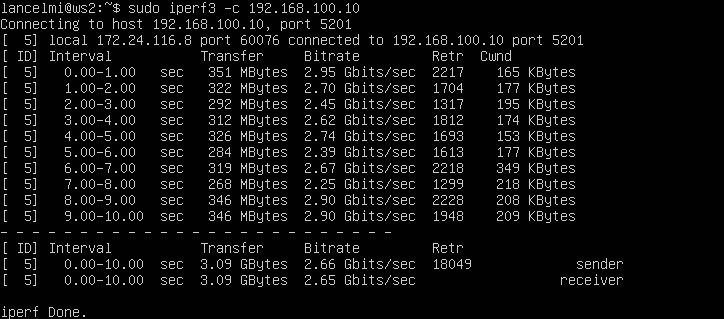 lancelmi@ws2:~$ sudo iperf3 -c 192.168.100.10
Connecting to host 192.168.100.10, port 5201
[  5] local 172.24.116.8 port 60076 connected to 192.168.100.10 port 5201
[ ID] Interval           Transfer     Bitrate         Retr  Cwnd
[  5]   0.00-1.00   sec   351 MBytes  2.95 Gbits/sec  2217    165 KBytes
[  5]   1.00-2.00   sec   322 MBytes  2.70 Gbits/sec  1704    177 KBytes
[  5]   2.00-3.00   sec   292 MBytes  2.45 Gbits/sec  1317    195 KBytes
[  5]   3.00-4.00   sec   312 MBytes  2.62 Gbits/sec  1812    174 KBytes
[  5]   4.00-5.00   sec   326 MBytes  2.74 Gbits/sec  1693    153 KBytes
[  5]   5.00-6.00   sec   284 MBytes  2.39 Gbits/sec  1613    177 KBytes
[  5]   6.00-7.00   sec   319 MBytes  2.67 Gbits/sec  2218    349 KBytes
[  5]   7.00-8.00   sec   268 MBytes  2.25 Gbits/sec  1299    218 KBytes
[  5]   8.00-9.00   sec   346 MBytes  2.90 Gbits/sec  2228    208 KBytes
[  5]   9.00-10.00  sec   346 MBytes  2.90 Gbits/sec  1948    209 KBytes
- - - - - - - - - - - - - - - - - - - - - - - - -
[ ID] Interval           Transfer     Bitrate         Retr
[  5]   0.00-10.00  sec  3.09 GBytes  2.66 Gbits/sec  18049             sender
[  5]   0.00-10.00  sec  3.09 GBytes  2.65 Gbits/sec                  receiver
iperf Done.